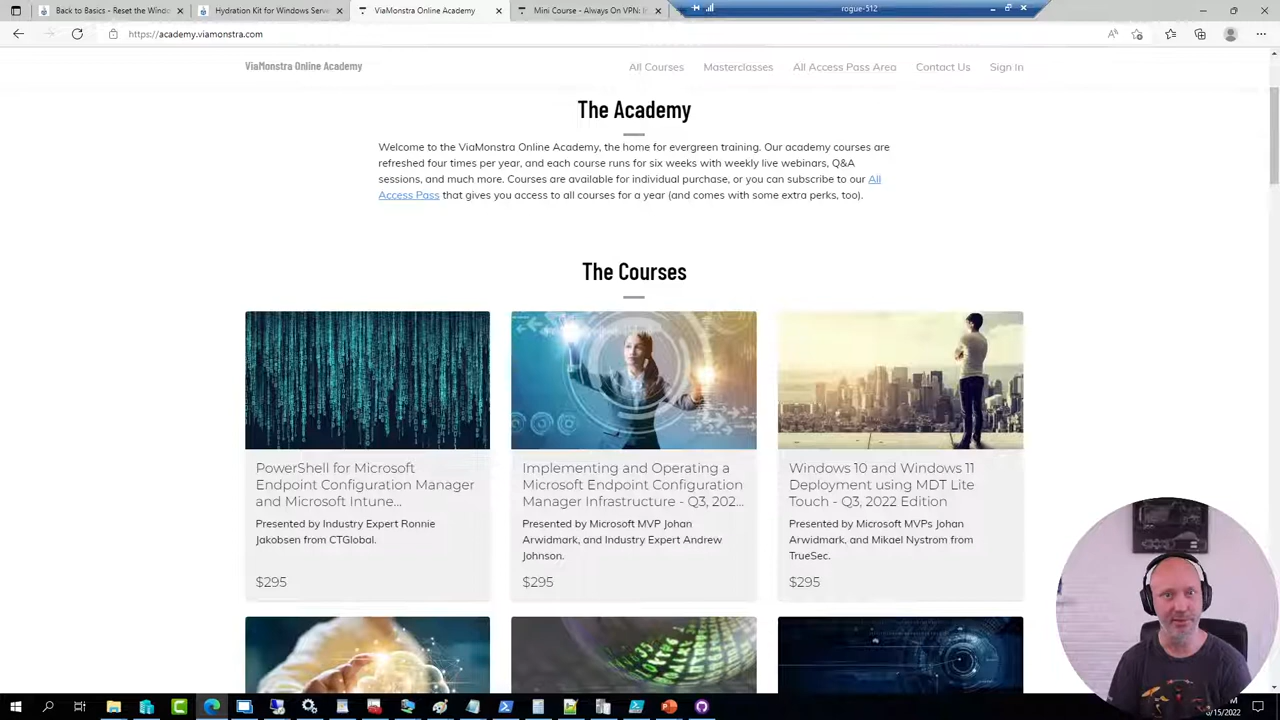 Back to Basics - Reset the Windo
Hydration Kit for Windows Serve
ViaMonstra Online Academy
Mini Course - Always On VPN: I
rogue-512
https://academy.viamonstra.com
ViaMonstra Online Academy
All Courses
Masterclasses
All Access Pass Area
Contact Us
Sign In
The Academy
Welcome to the ViaMonstra Online Academy, the home for evergreen training. Our academy courses are
refreshed four times per year, and each course runs for six weeks with weekly live webinars, Q&A
sessions, and much more. Courses are available for individual purchase, or you can subscribe to our All
Access Pass that gives you access to all courses for a year (and comes with some extra perks, too).
The Courses
PowerShell for Microsoft
Endpoint Configuration Manager
and Microsoft Intune...
Presented by Industry Expert Ronnie
Jakobsen from CTGlobal.
$295
Implementing and Operating a
Microsoft Endpoint Configuration
Manager Infrastructure - Q3, 202...
Presented by Microsoft MVP Johan
Arwidmark, and Industry Expert Andrew
Johnson.
$295
Windows 10 and Windows 11
Deployment using MDT Lite
Touch - Q3, 2022 Edition
Presented by Microsoft MVPs Johan
Arwidmark, and Mikael Nystrom from
TrueSec.
$295
M
/15/2022